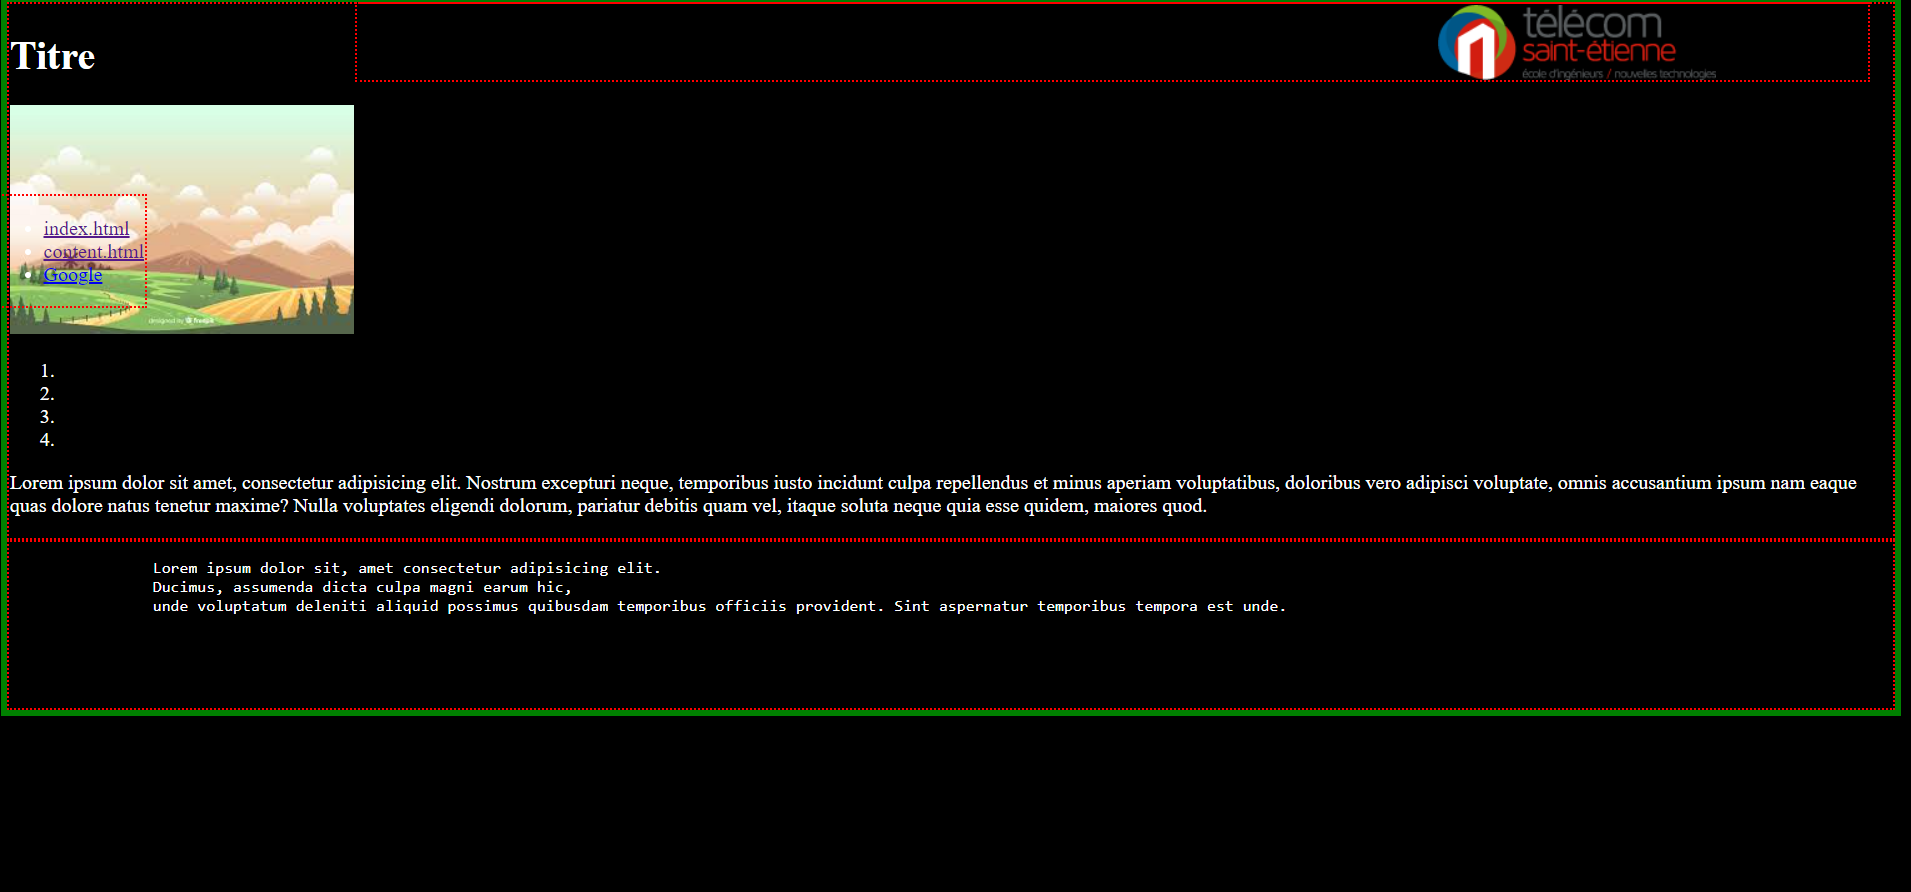 Titre
télécom
saint-étienne
école d'ingénieurs / nouvelles technologies
index.html
content.html
Google
designed by freepik
1.
2.
3.
4.
Lorem ipsum dolor sit amet, consectetur adipisicing elit. Nostrum excepturi neque, temporibus iusto incidunt culpa repellendus et minus aperiam voluptatibus, doloribus vero adipisci voluptate, omnis accusantium ipsum nam eaque
quas dolore natus tenetur maxime? Nulla voluptates eligendi dolorum, pariatur debitis quam vel, itaque soluta neque quia esse quidem, maiores quod.
Lorem ipsum dolor sit, amet consectetur adipisicing elit.
Ducimus, assumenda dicta culpa magni earum hic,
unde voluptatum deleniti aliquid possimus quibusdam temporibus officiis provident. Sint aspernatur temporibus tempora est unde.